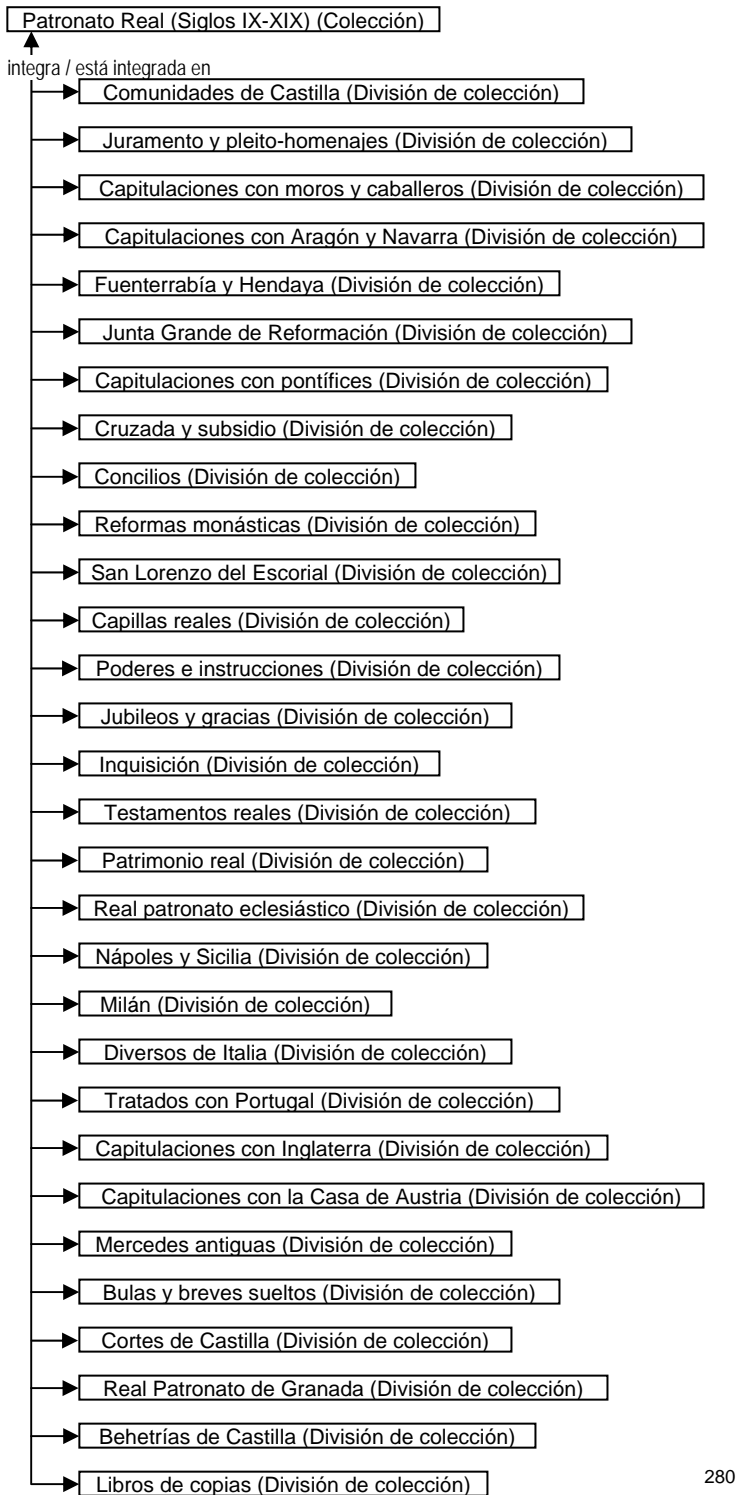 Patronato Real (Siglos IX-XIX) (Colección)
integra / está integrada en
Comunidades de Castilla (División de colección)
Juramento y pleito-homenajes (División de colección)
Capitulaciones con moros y caballeros (División de colección)
Capitulaciones con Aragón y Navarra (División de colección)
Fuenterrabía y Hendaya (División de colección)
Junta Grande de Reformación (División de colección)
Capitulaciones con pontífices (División de colección)
Cruzada y subsidio (División de colección)
Concilios (División de colección)
Reformas monásticas (División de colección)
San Lorenzo del Escorial (División de colección)
Capillas reales (División de colección)
Poderes e instrucciones (División de colección)
Jubileos y gracias (División de colección)
Inquisición (División de colección)
Testamentos reales (División de colección)
Patrimonio real (División de colección)
Real patronato eclesiástico (División de colección)
Nápoles y Sicilia (División de colección)
Milán (División de colección)
Diversos de Italia (División de colección)
Tratados con Portugal (División de colección)
Capitulaciones con Inglaterra (División de colección)
Capitulaciones con la Casa de Austria (División de colección)
Mercedes antiguas (División de colección)
Bulas y breves sueltos (División de colección)
Cortes de Castilla (División de colección)
Real Patronato de Granada (División de colección)
Behetrías de Castilla (División de colección)
Libros de copias (División de colección)
280